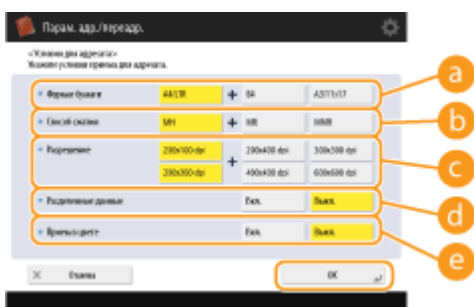 Парам. адр./переадр.
<Условия для адресата>
Укажите условия приема для адресата.
Формат бумаги A4/LTR + B4 A3/11x17
a
Способ сжатия MH + MR MMR
b
Разрешение 200x100 dpi + 200x400 dpi 300x300 dpi
200x200 dpi 400x400 dpi 600x600 dpi
c
Разделенные данные Вкл. Выкл.
d
Прием в цвете Вкл. Выкл.
e
Отмена OK